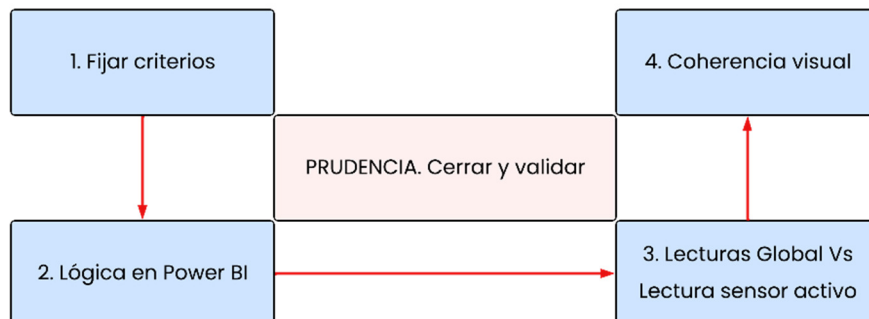 1. Fijar criterios
4. Coherencia visual
PRUDENCIA. Cerrar y validar
2. Lógica en Power BI
3. Lecturas Global Vs
Lectura sensor activo